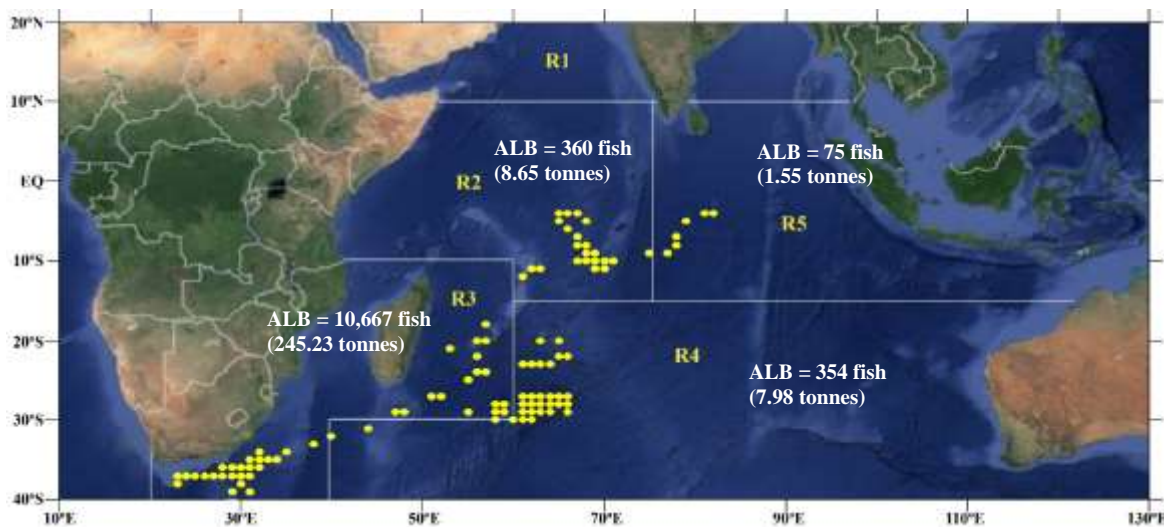 20°N
R1
10°N
ALB = 360 fish
(8.65 tonnes)
ALB = 75 fish
(1.55 tonnes)
EQ
R2
R5
10°S
R3
ALB = 10,667 fish
(245.23 tonnes)
20°S
R4
ALB = 354 fish
(7.98 tonnes)
30°S
40°S
10°E 30°E 50°E 70°E 90°E 110°E 130°E